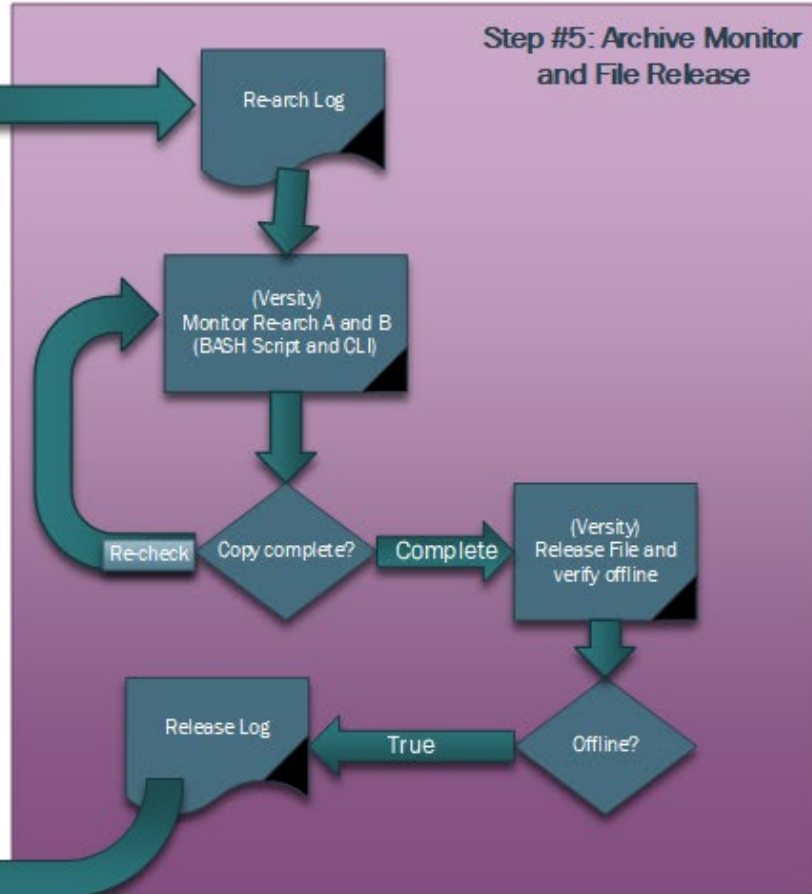 Step #5: Archive Monitor
and File Release
Re-arch Log
(Versity)
Monitor Re-arch A and B
(BASH Script and CLI)
Re-check
Copy complete?
Complete
(Versity)
Release File and
verify offline
Release Log
True
Offline?